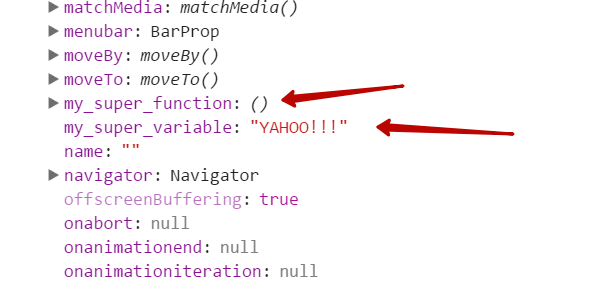 matchMedia: matchMedia()
menubar: BarProp
moveBy: moveBy()
moveTo: moveTo()
my_super_function: ()
my_super_variable: "YAHOO!!!"
name: ""
navigator: Navigator
offscreenBuffering: true
onabort: null
onanimationend: null
onanimationiteration: null